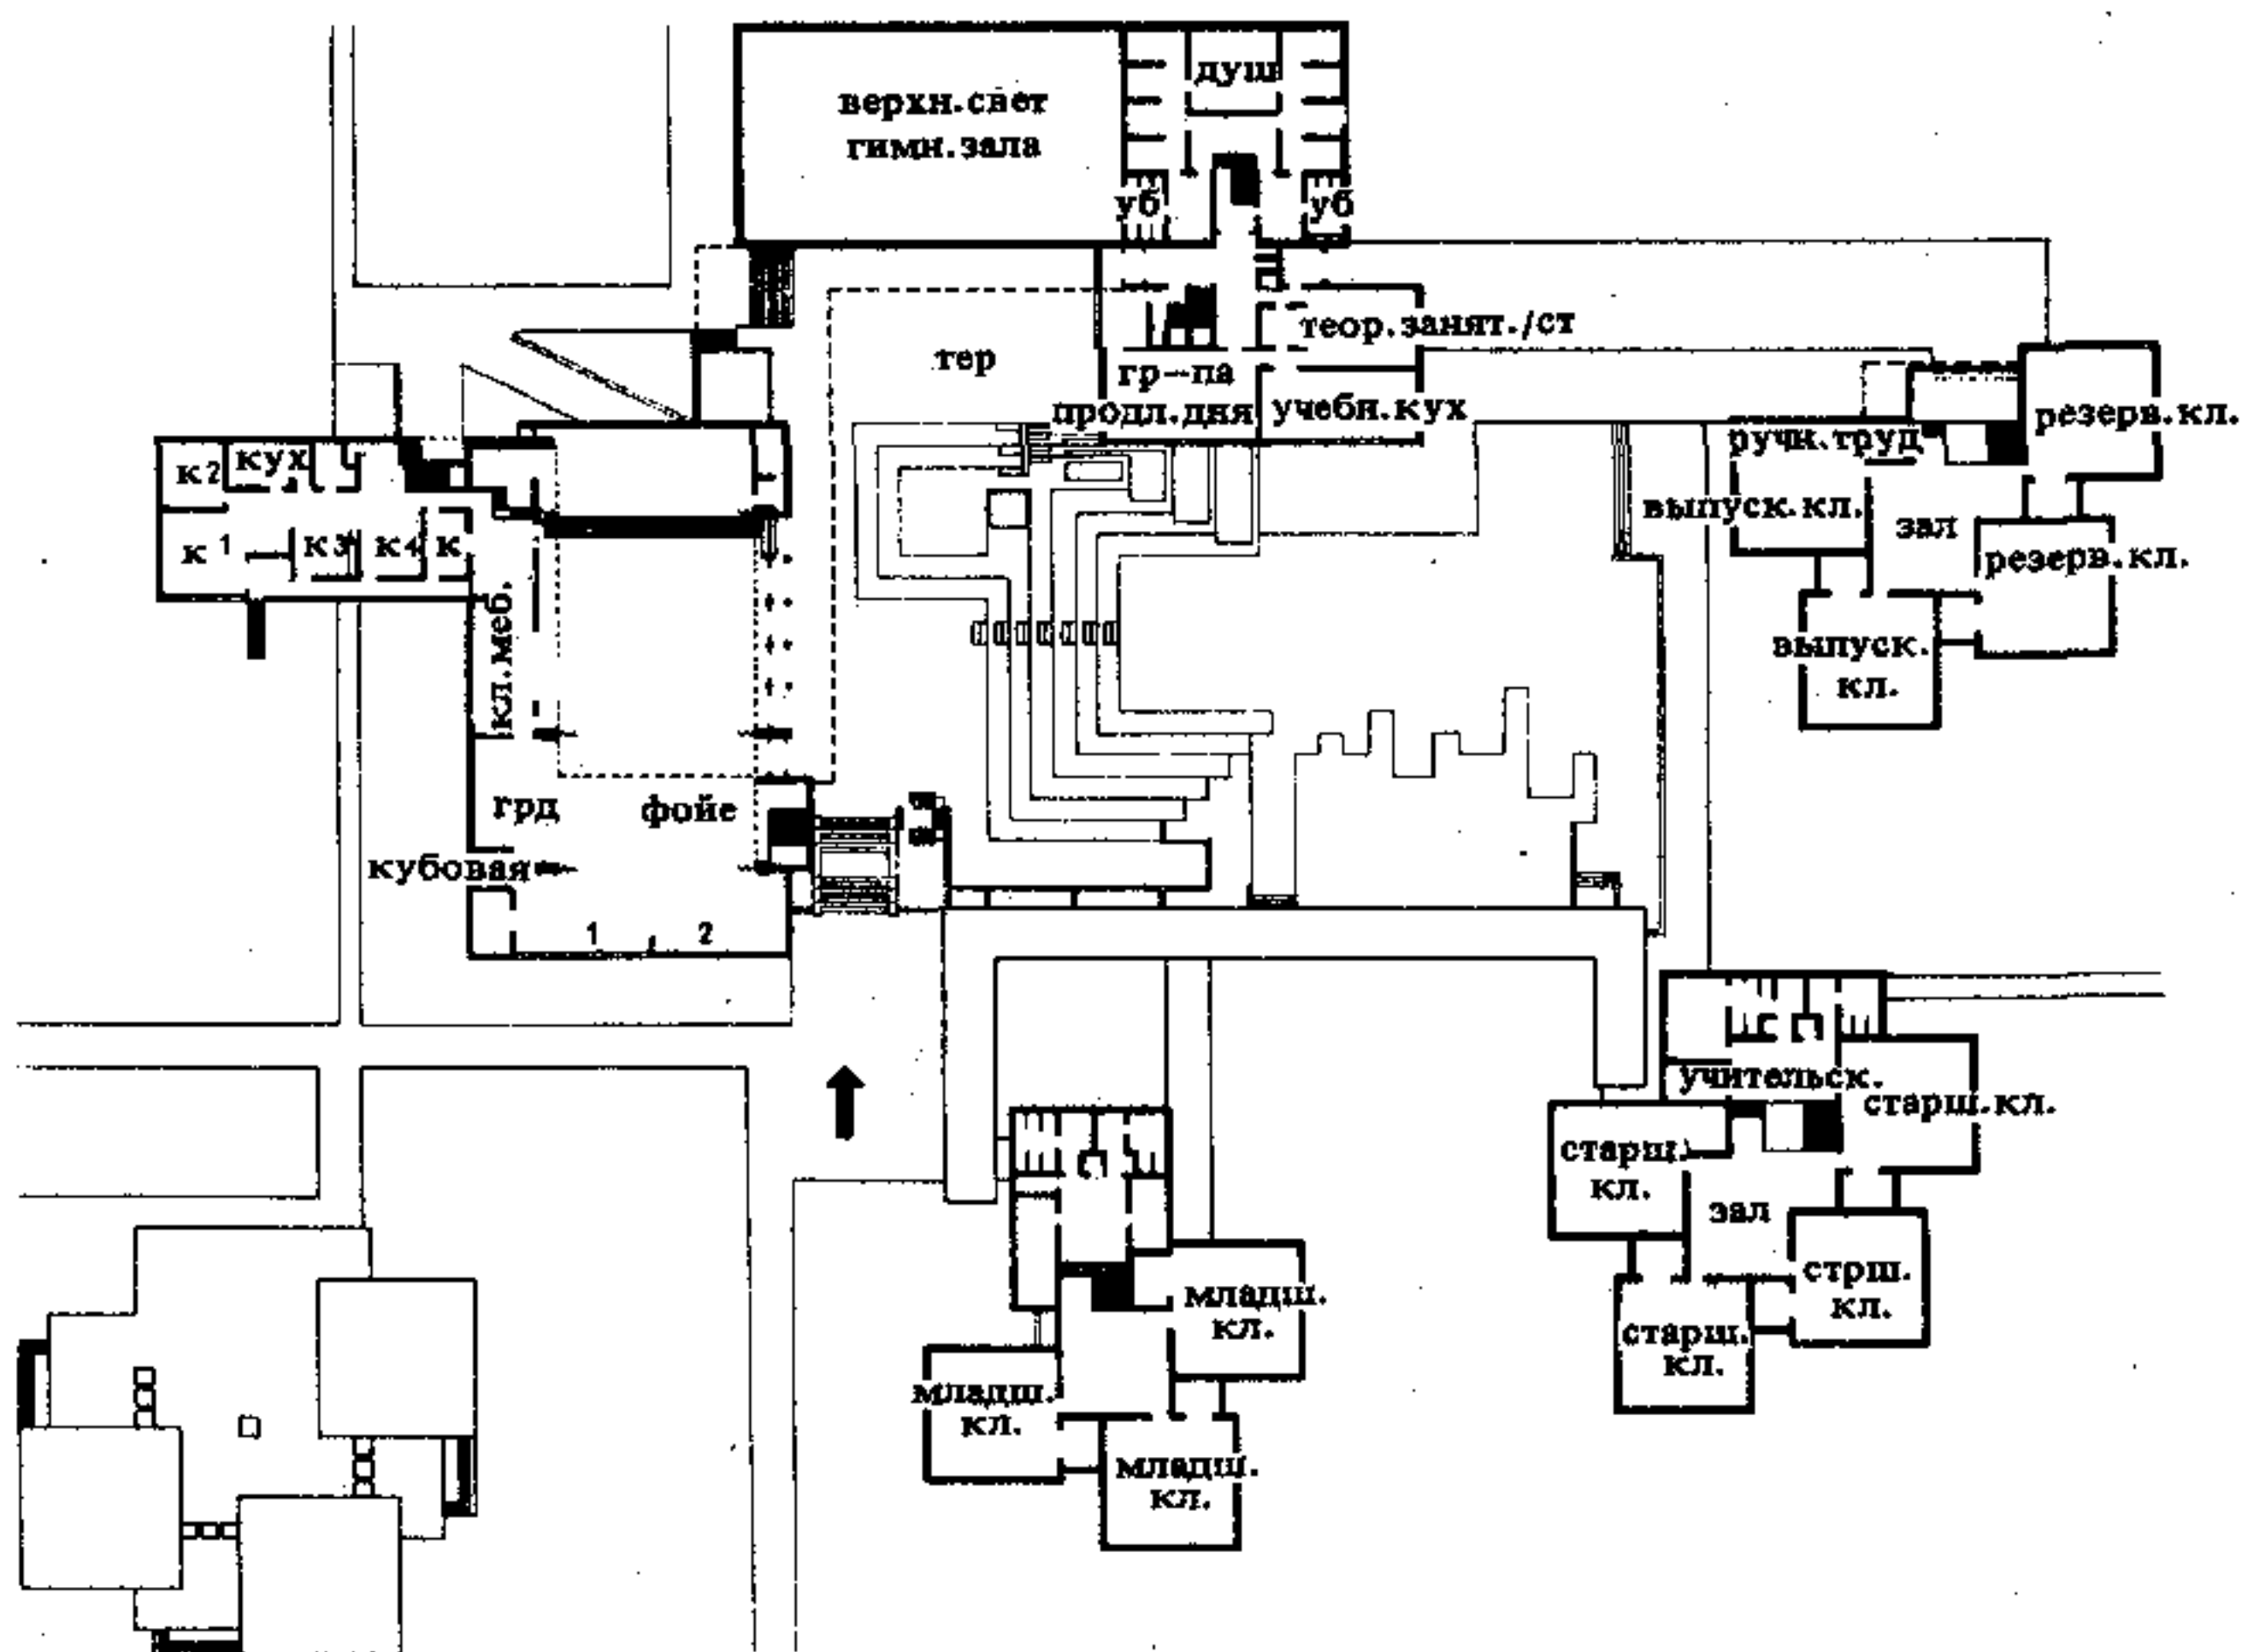 душ
верхн.свет
гимн.зала
уб
уб
теор.занят./ст
тер
гр-па
продл.дня
учебн.кух
резерв.кл.
ручн.труд
к2
кух
выпуск.кл.
зал
к 1
к3
к4
к
резерв.кл.
кл.меб.
выпуск.
кл.
грд
фойе
кубовая
1
2
учительск.
старш.кл.
старш.
кл.
зал
стрш.
кл.
младш.
кл.
старш.
кл.
младш.
кл.
младш.
кл.